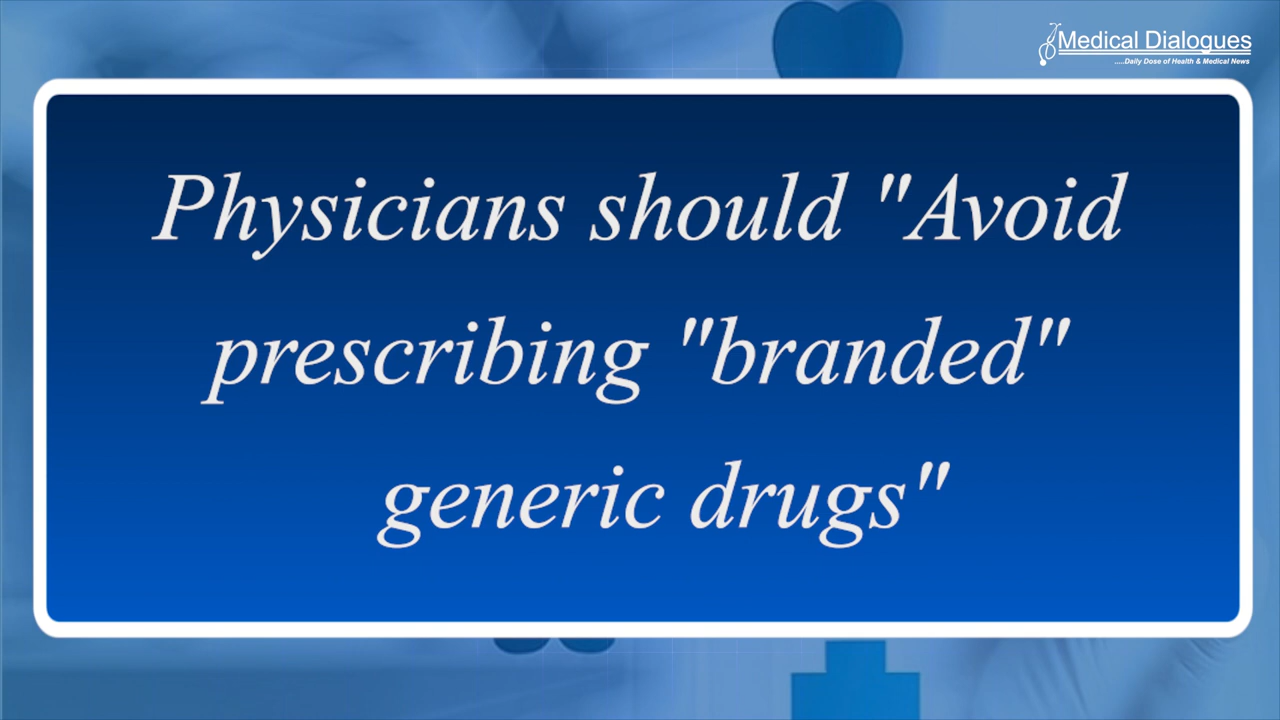 Medical Dialogues
.....Daily Dose of Health & Medical News
Physicians should "Avoid
prescribing "branded"
generic drugs"